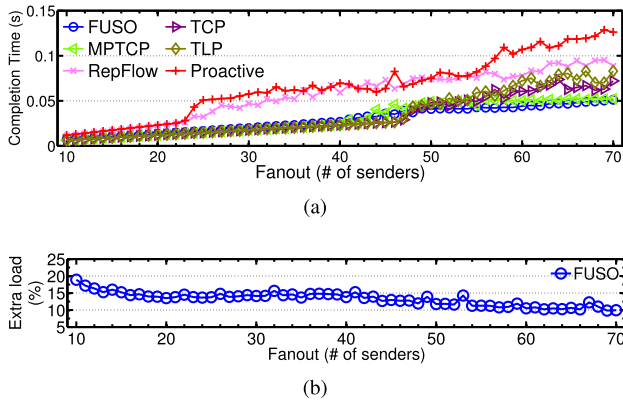 0.15
0.1
0.05
0
Completion Time (s)
FUSO
MPTCP
RepFlow
TCP
TLP
Proactive
10 20 30 40 50 60 70
Fanout (# of senders)
(a)
25
20
15
10
5
Extra load
(%)
FUSO
10 20 30 40 50 60 70
Fanout (# of senders)
(b)